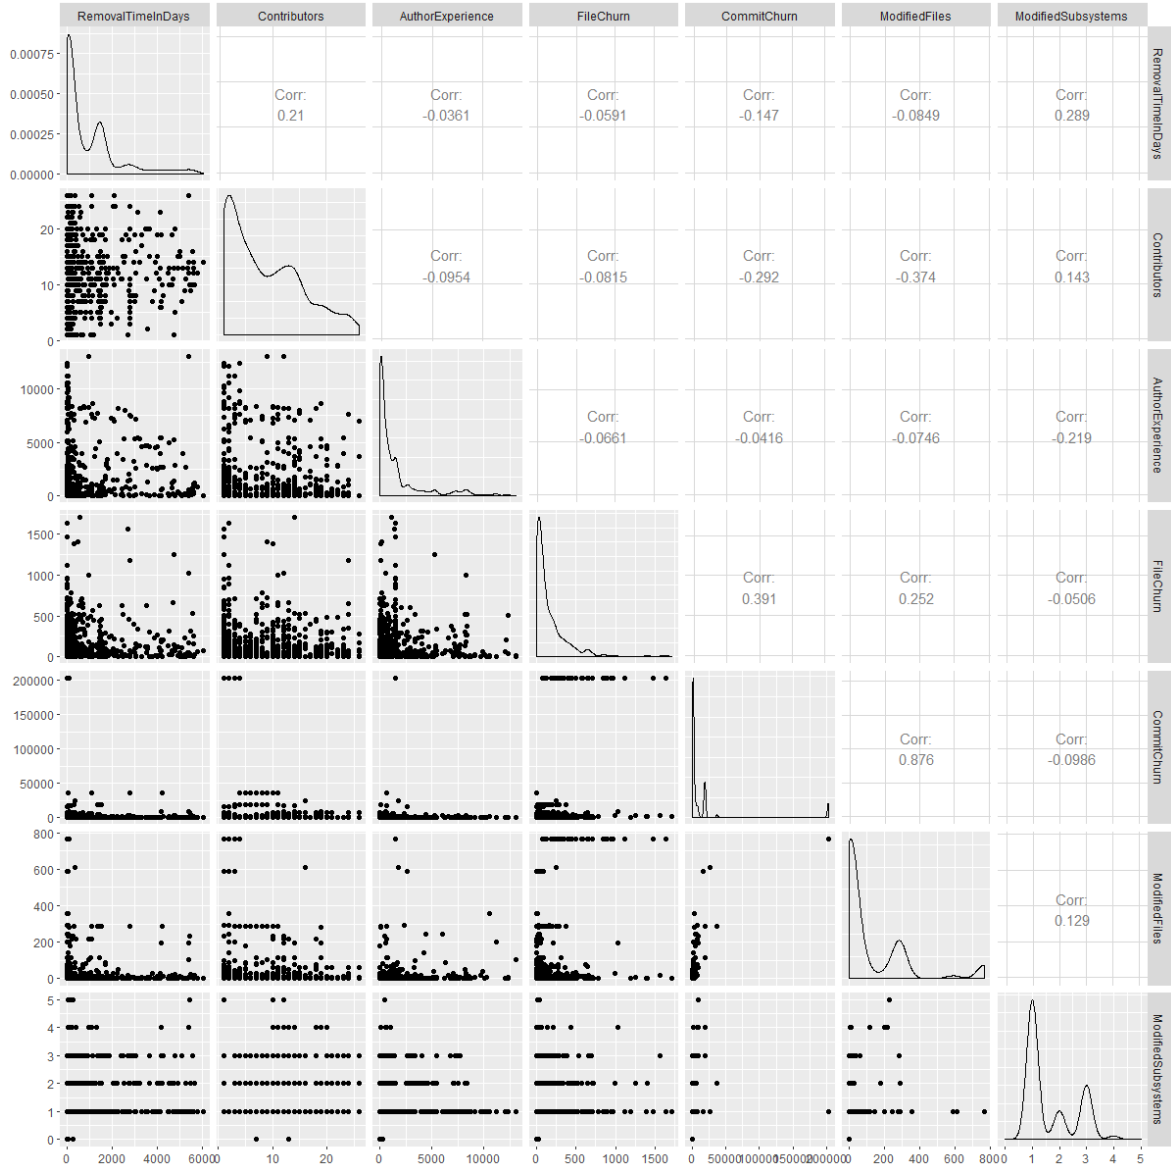 RemovalTimeInDays Contributors AuthorExperience FileChurn CommitChurn ModifiedFiles ModifiedSubsystems
0.00075
0.00050
0.00025
0.00000
Corr: Corr: Corr: Corr: Corr: Corr:
0.21 -0.0361 -0.0591 -0.147 -0.0849 0.289
RemovalTimeInDays
20
10
0
Corr: Corr: Corr: Corr: Corr:
-0.0954 -0.0815 -0.292 -0.374 0.143
Contributors
10000
5000
0
Corr: Corr: Corr: Corr:
-0.0661 -0.0416 -0.0746 -0.219
AuthorExperience
1500
1000
500
0
Corr: Corr: Corr:
0.391 0.252 -0.0506
FileChurn
200000
150000
100000
50000
0
Corr: Corr:
0.876 -0.0986
CommitChurn
800
600
400
200
0
Corr:
0.129
ModifiedFiles
5
4
3
2
1
0
ModifiedSubsystems
0 2000 4000 6000 0 10 20 0 5000 10000 0 500 1000 1500 0 50000 100000 150000 200000 0 200 400 600 800 0 1 2 3 4 5